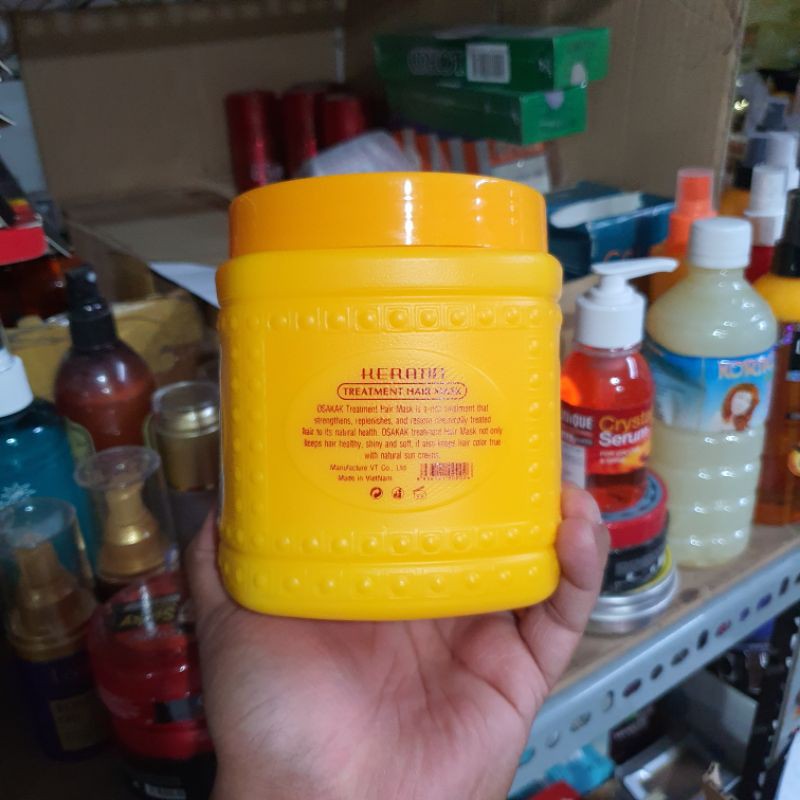 KERATIN
TREATMENT HAIR MASK
OSAKAK Treatment Hair Mask is a rich treatment that
strengthens, replenishes, and restore chemically treated
hair to its natural health. OSAKAK treatment Hair Mask not only
keeps hair healthy, shiny and soft, it also keeps hair color true
with natural sun creens.
Manufacture VT Co., Ltd
Made in VietNam
Crystal
Serum